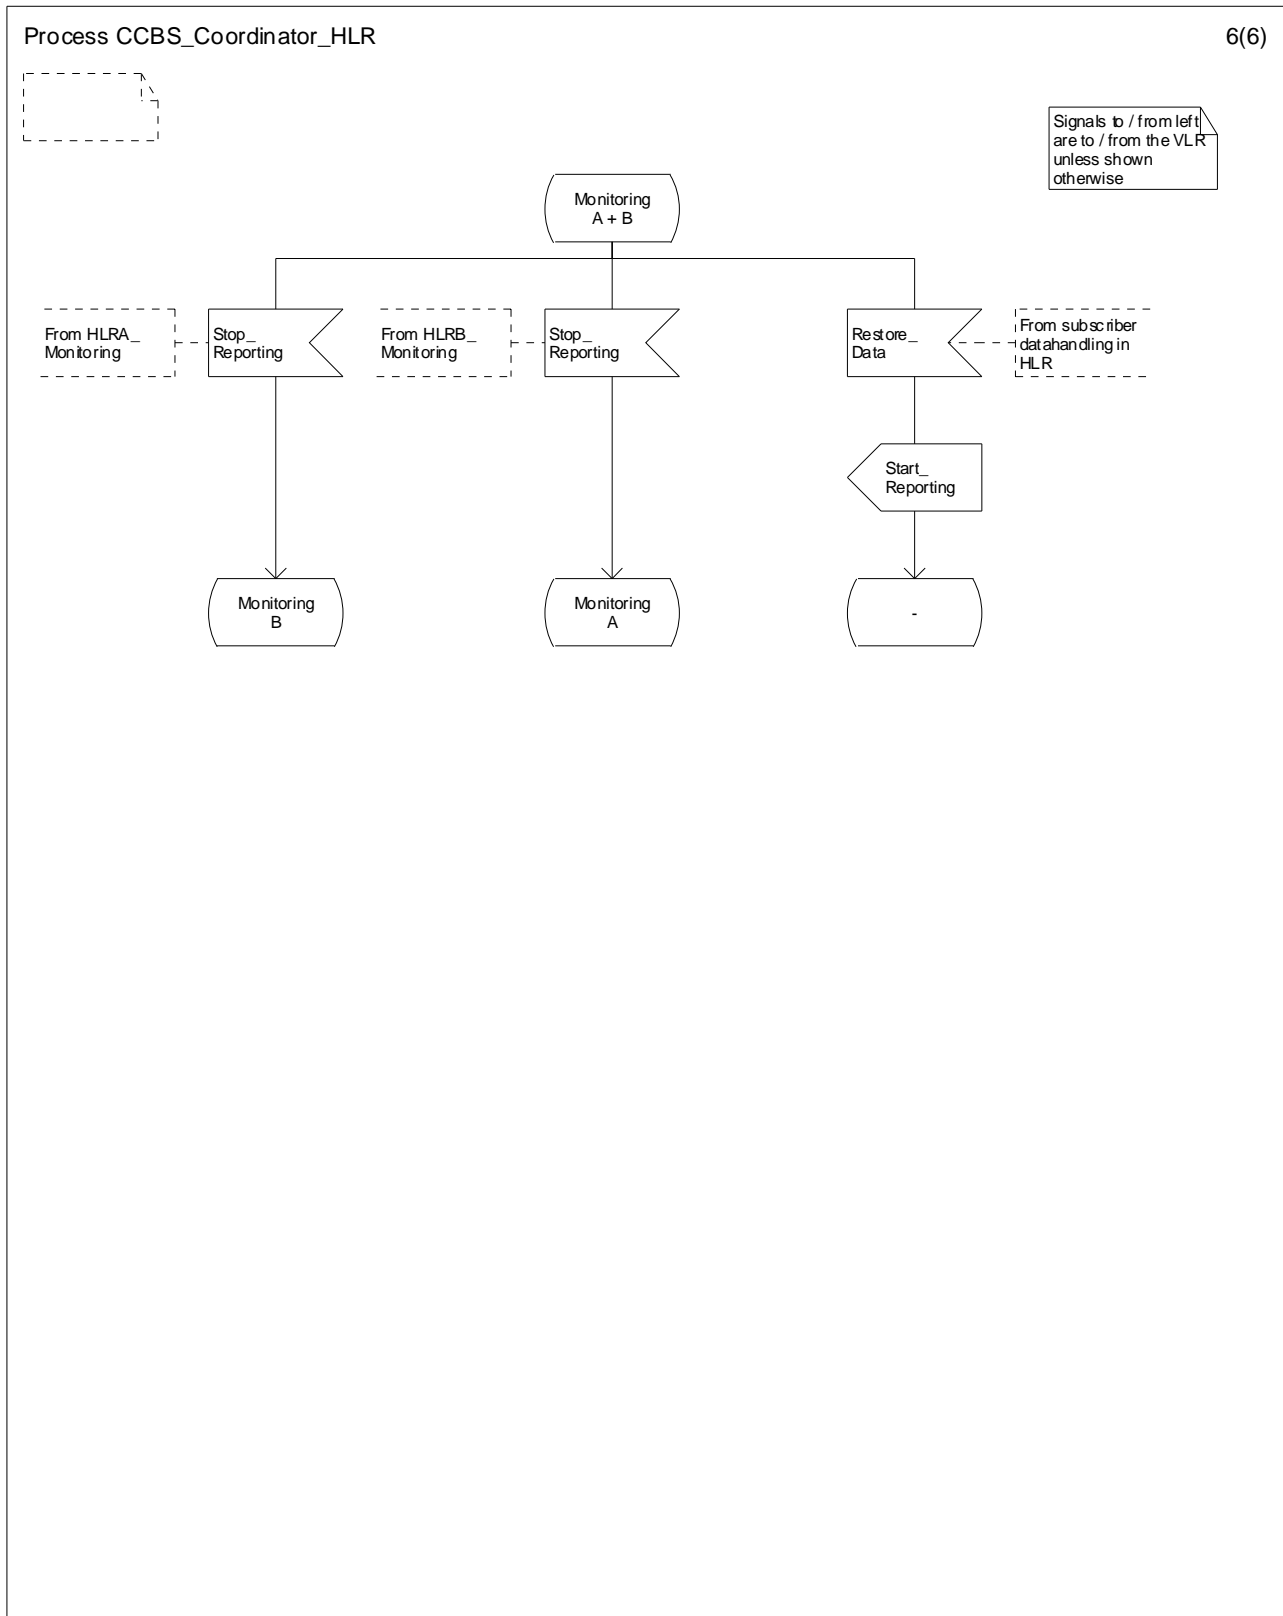 Process CCBS_Coordinator_HLR
6(6)
Signals to / from left
are to / from the VLR
unless shown
otherwise
Monitoring
A + B
From HLRA_
Monitoring
Stop_
Reporting
From HLRB_
Monitoring
Stop_
Reporting
Restore_
Data
From subscriber
datahandling in
HLR
Start_
Reporting
Monitoring
B
Monitoring
A
-